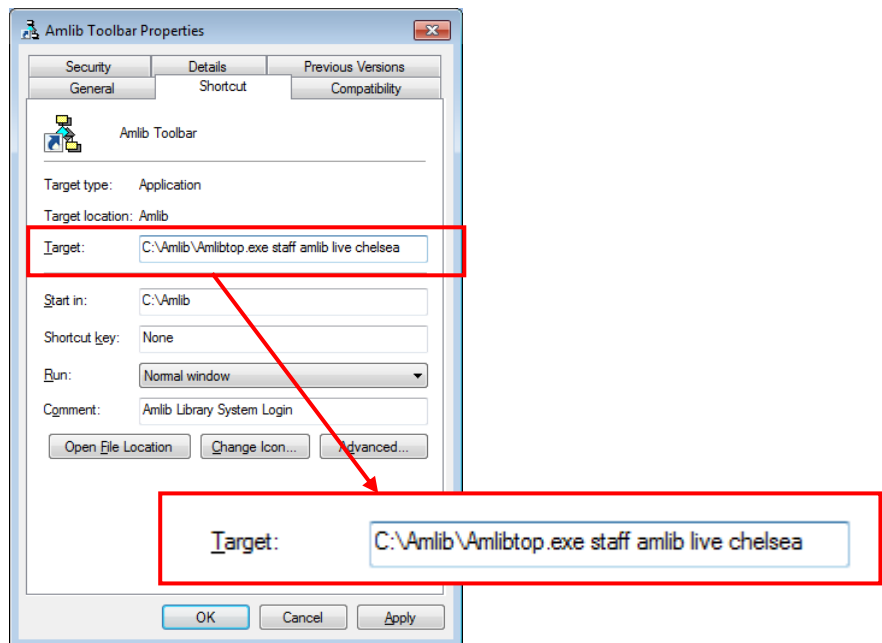 Amlib Toolbar Properties
Security Details Previous Versions
General Shortcut Compatibility
Amlib Toolbar
Target type: Application
Target location: Amlib
Target: C:\Amlib\Amlibtop.exe staff amlib live chelsea
Start in: C:\Amlib
Shortcut key: None
Run: Normal window
Comment: Amlib Library System Login
Open File Location Change Icon... Advanced...
Target: C:\Amlib\Amlibtop.exe staff amlib live chelsea
OK Cancel Apply